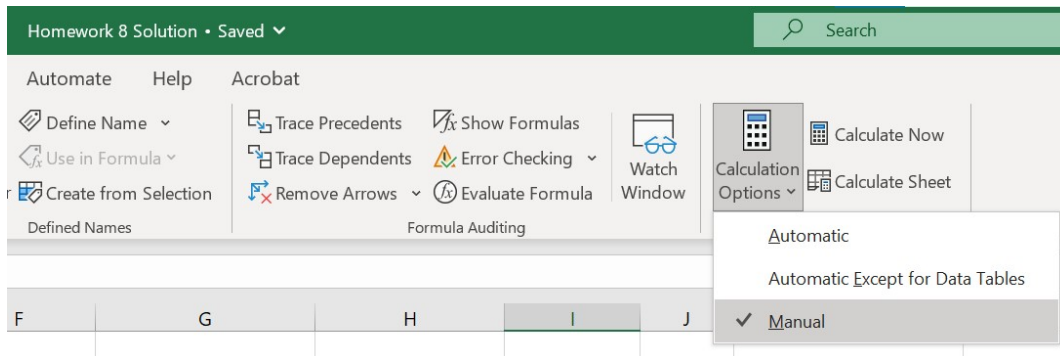 Homework 8 Solution • Saved
Search
Automate Help Acrobat
Define Name
Use in Formula
Create from Selection
Defined Names
Trace Precedents
Trace Dependents
Remove Arrows
Show Formulas
Error Checking
Evaluate Formula
Formula Auditing
Watch
Window
Calculation
Options
Calculate Now
Calculate Sheet
Automatic
Automatic Except for Data Tables
Manual
F G H I J